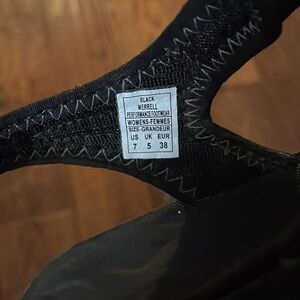 BLACK
MERRELL
PERFORMANCE FOOTWEAR
WOMENS-FEMMES
SIZE-GRANDEUR
US UK EUR
7 5 38